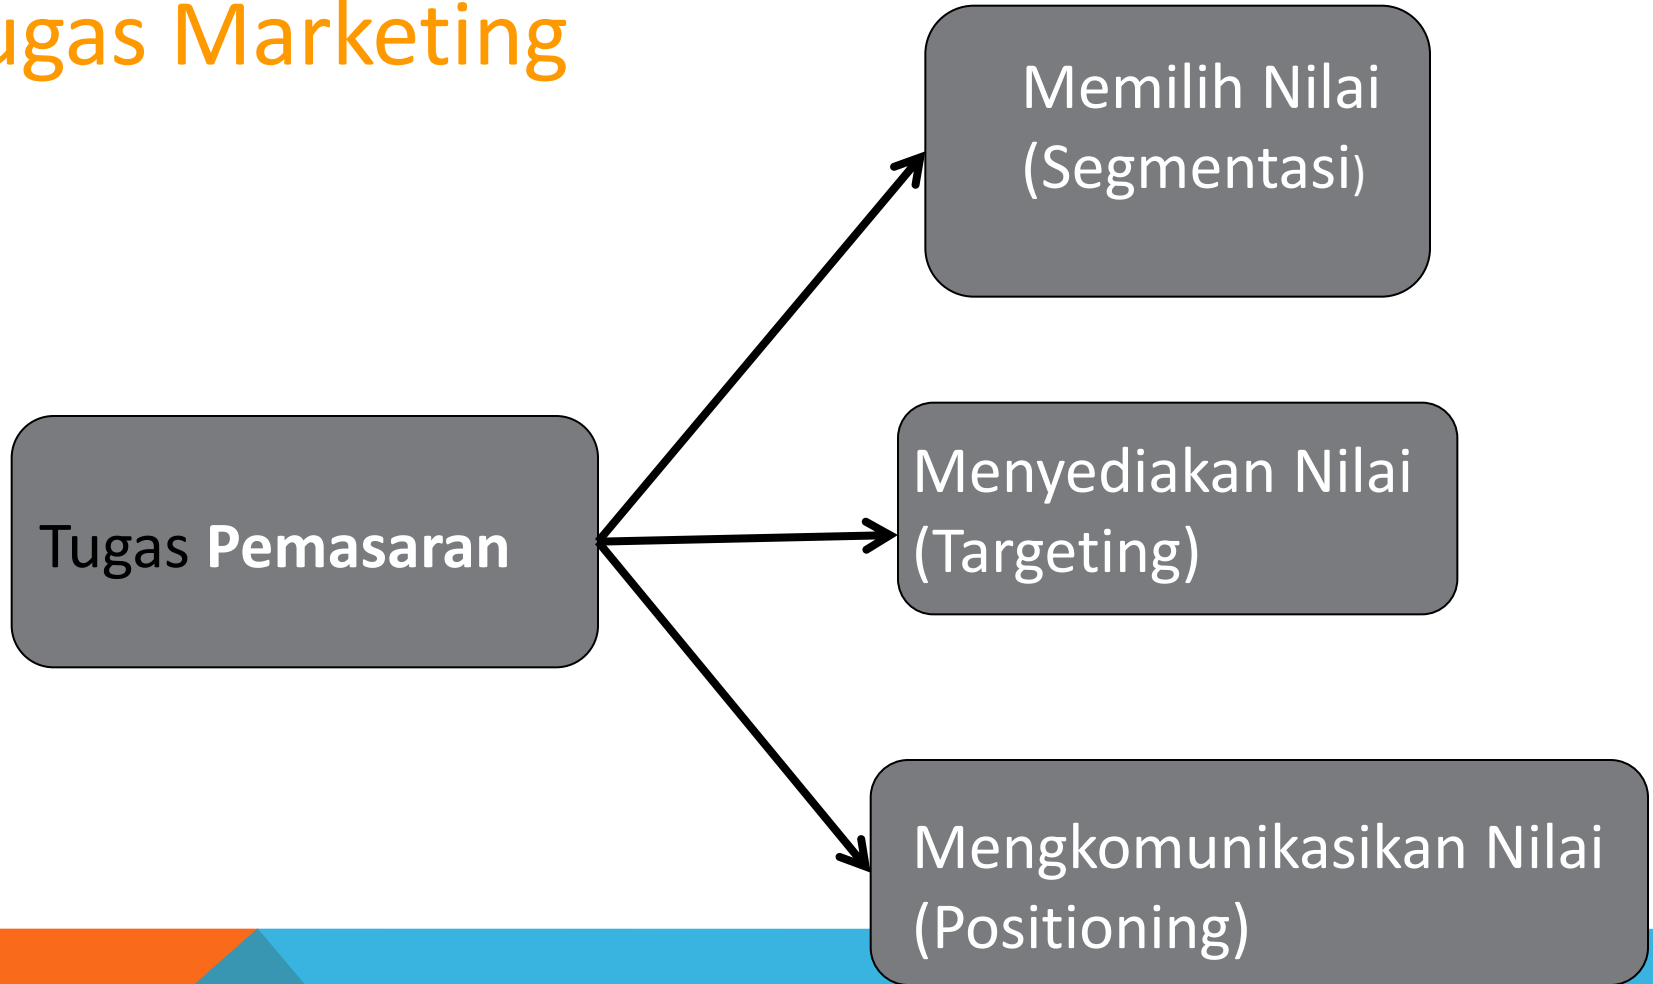 ugas Marketing
Memilih Nilai
(Segmentasi)
Tugas Pemasaran
Menyediakan Nilai
(Targeting)
Mengkomunikasikan Nilai
(Positioning)